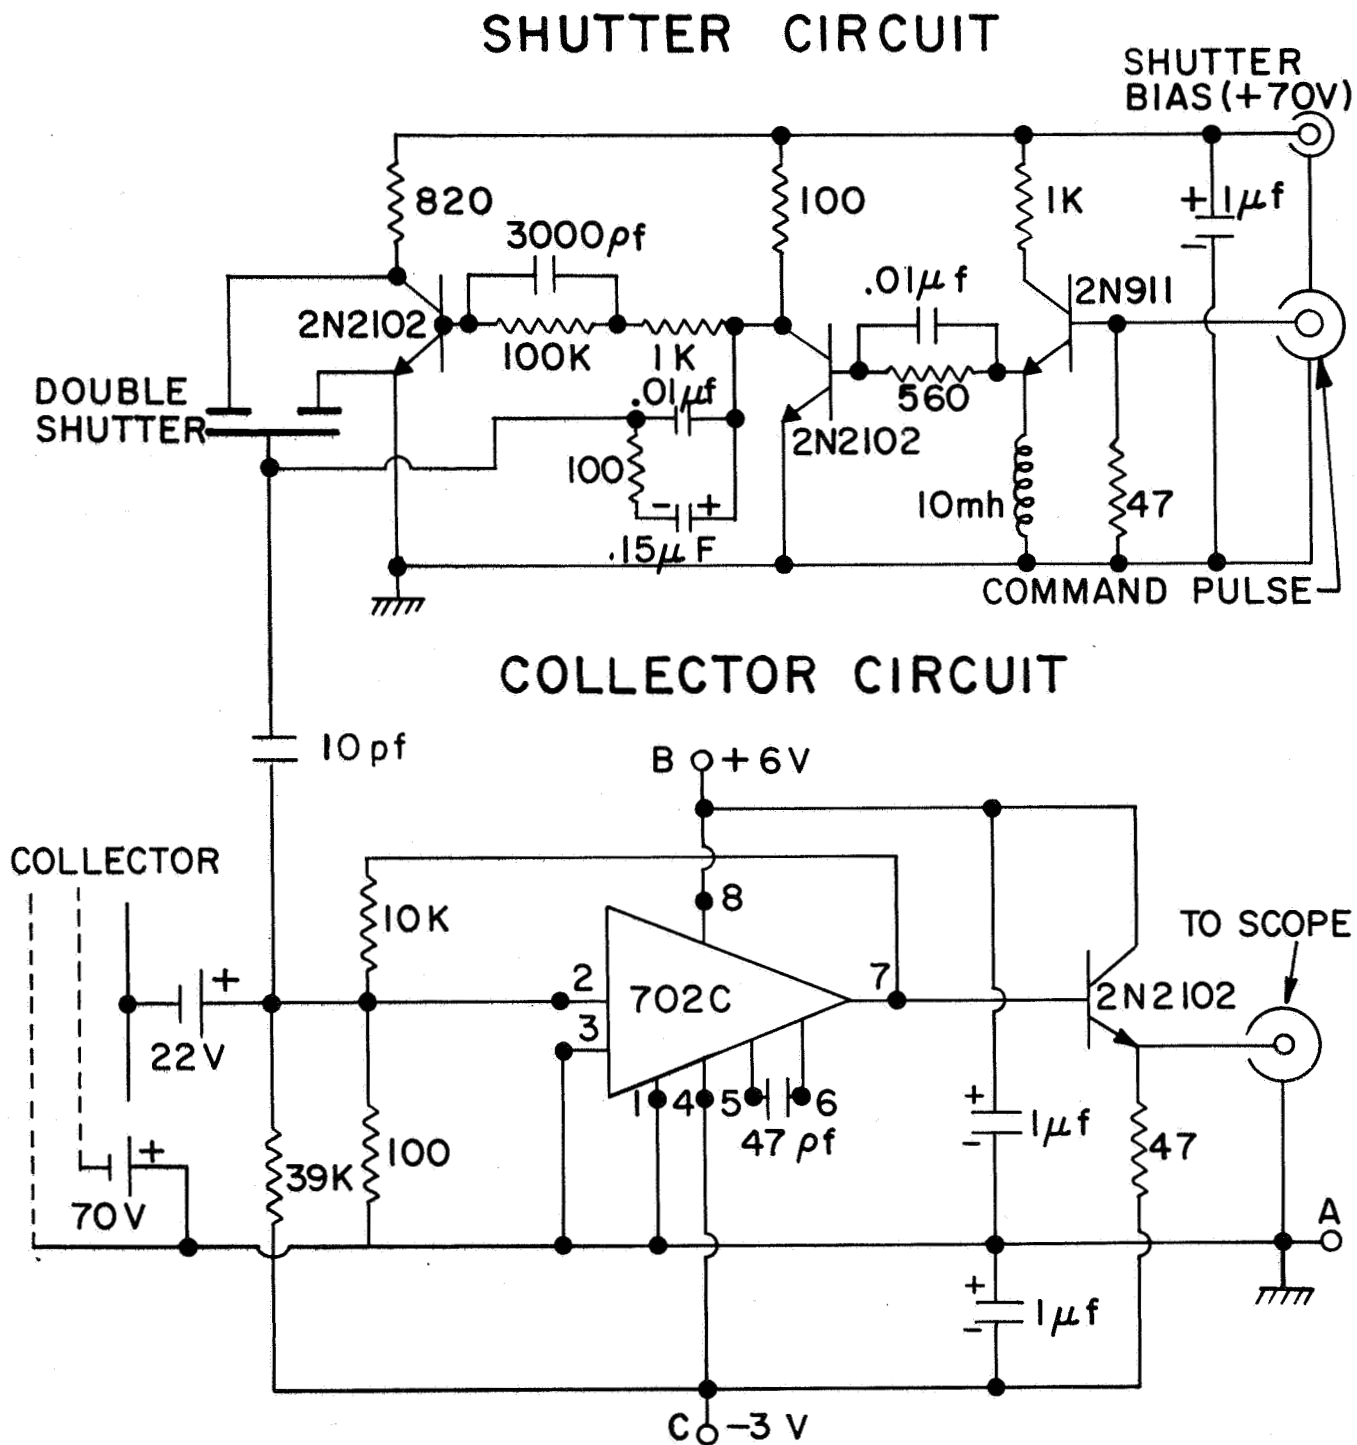 SHUTTER CIRCUIT
SHUTTER
BIAS (+70V)
820
100
1K
+ 1μf
-
3000pf
.01μf
2N911
2N2102
100K
1K
560
DOUBLE
SHUTTER
.01μf
2N2102
100
10mh
47
- +
.15μF
COMMAND PULSE
COLLECTOR CIRCUIT
10pf
B +6V
COLLECTOR
10K
8
TO SCOPE
+
2
702C
7
2N2102
3
22V
1 4 5 6
+
1μf
-
47 pf
47
100
+
39K
70V
A
+
1μf
-
C -3 V